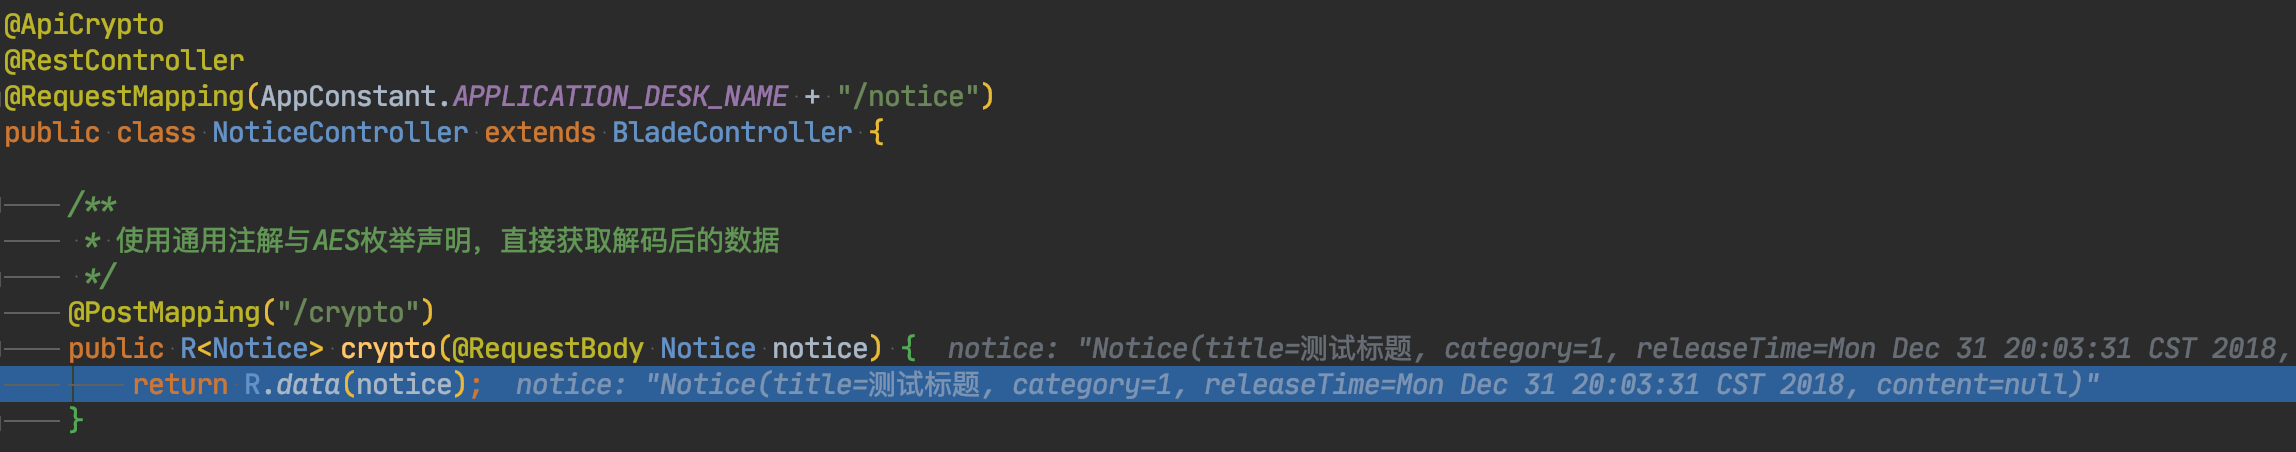 @ApiCrypto
@RestController
@RequestMapping(AppConstant.APPLICATION_DESK_NAME + "/notice")
public class NoticeController extends BladeController {
/**
* 使用通用注解与AES枚举声明，直接获取解码后的数据
*/
@PostMapping("/crypto")
public R<Notice> crypto(@RequestBody Notice notice) { notice: "Notice(title=测试标题, category=1, releaseTime=Mon Dec 31 20:03:31 CST 2018,
return R.data(notice); notice: "Notice(title=测试标题, category=1, releaseTime=Mon Dec 31 20:03:31 CST 2018, content=null)"
}